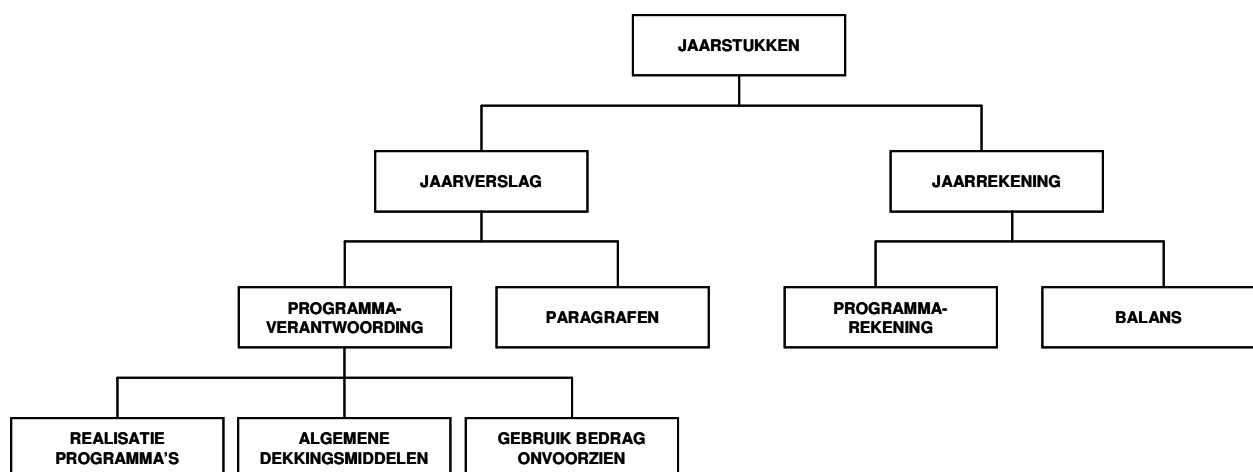 JAARSTUKKEN
JAARVERSLAG
JAARREKENING
PROGRAMMA-
VERANTWOORDING
PARAGRAFEN
PROGRAMMA-
REKENING
BALANS
REALISATIE
PROGRAMMA'S
ALGEMENE
DEKKINGSMIDDELEN
GEBRUIK BEDRAG
ONVOORZIEN